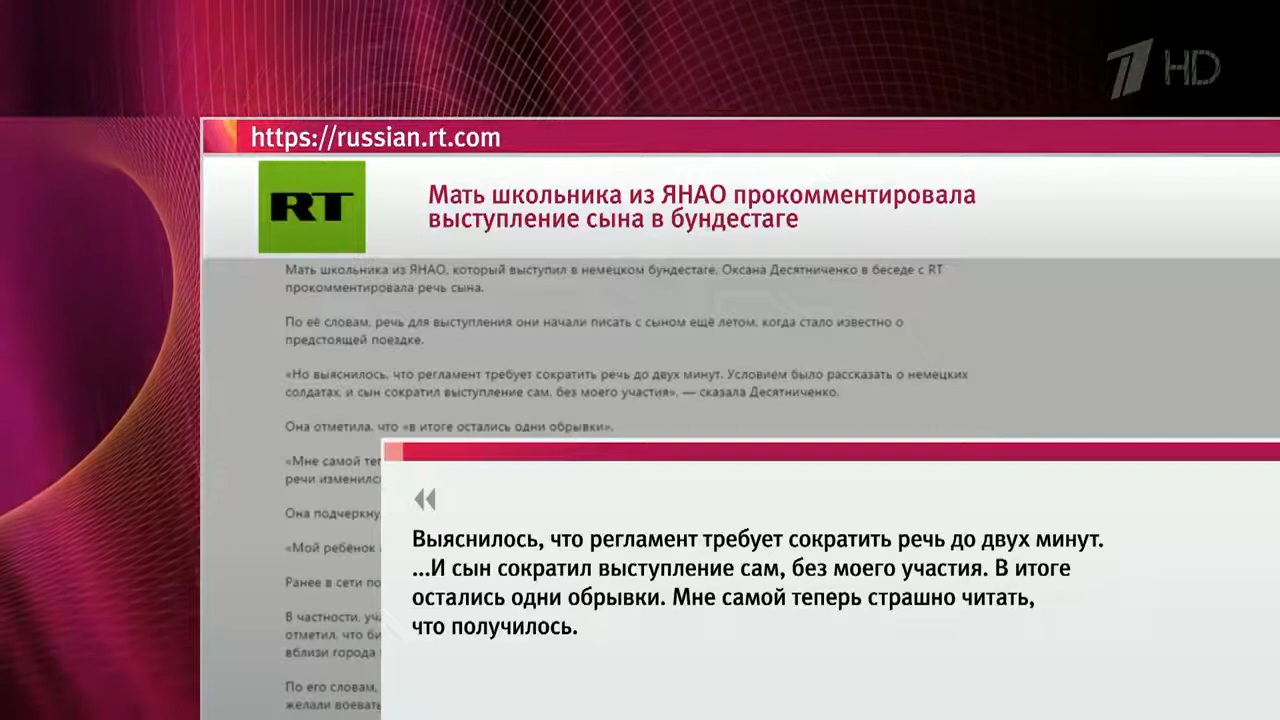 1 HD
https://russian.rt.com
RT
Мать школьника из ЯНАО прокомментировала
выступление сына в бундестаге
Мать школьника из ЯНАО, который выступил в немецком бундестаге, Оксана Десятниченко в беседе с RT
прокомментировала речь сына.
По её словам, речь для выступления они начали писать с сыном ещё летом, когда стало известно о
предстоящей поездке.
«Но выяснилось, что регламент требует сократить речь до двух минут. Условием было рассказать о немецких
солдатах, и сын сократил выступление сам, без моего участия», — сказала Десятниченко.
Она отметила, что «в итоге остались одни обрывки».
«Мне самой
речи
Она
«Мой ребёнок
Ранее в сети
В частности,
отметил, что
вблизи города
По его словам,
желали
Выяснилось, что регламент требует сократить речь до двух минут.
...И сын сократил выступление сам, без моего участия. В итоге
остались одни обрывки. Мне самой теперь страшно читать,
что получилось.